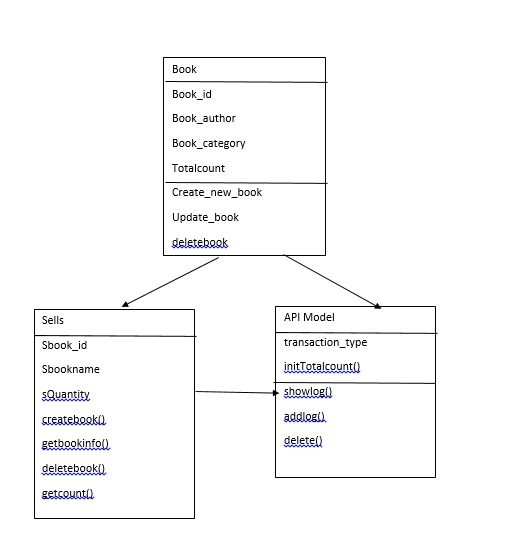 Book
Book_id
Book_author
Book_category
Totalcount
Create_new_book
Update_book
deletebook
Sells
Sbook_id
Sbookname
sQuantity
createbook()
getbookinfo()
deletebook()
getcount()
API Model
transaction_type
initTotalcount()
showlog()
addlog()
delete()